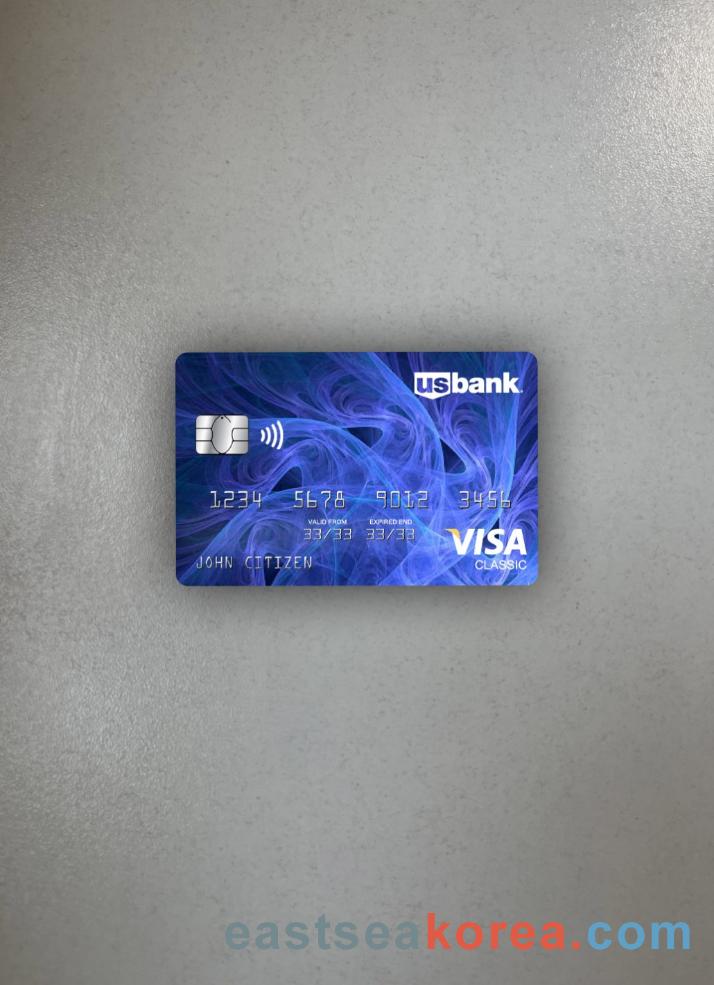 usbank
1234 5678 9012 3456
VALID FROM EXPIRED END
33/33 33/33
VISA
JOHN CITIZEN
CLASSIC
eastseakorea.com